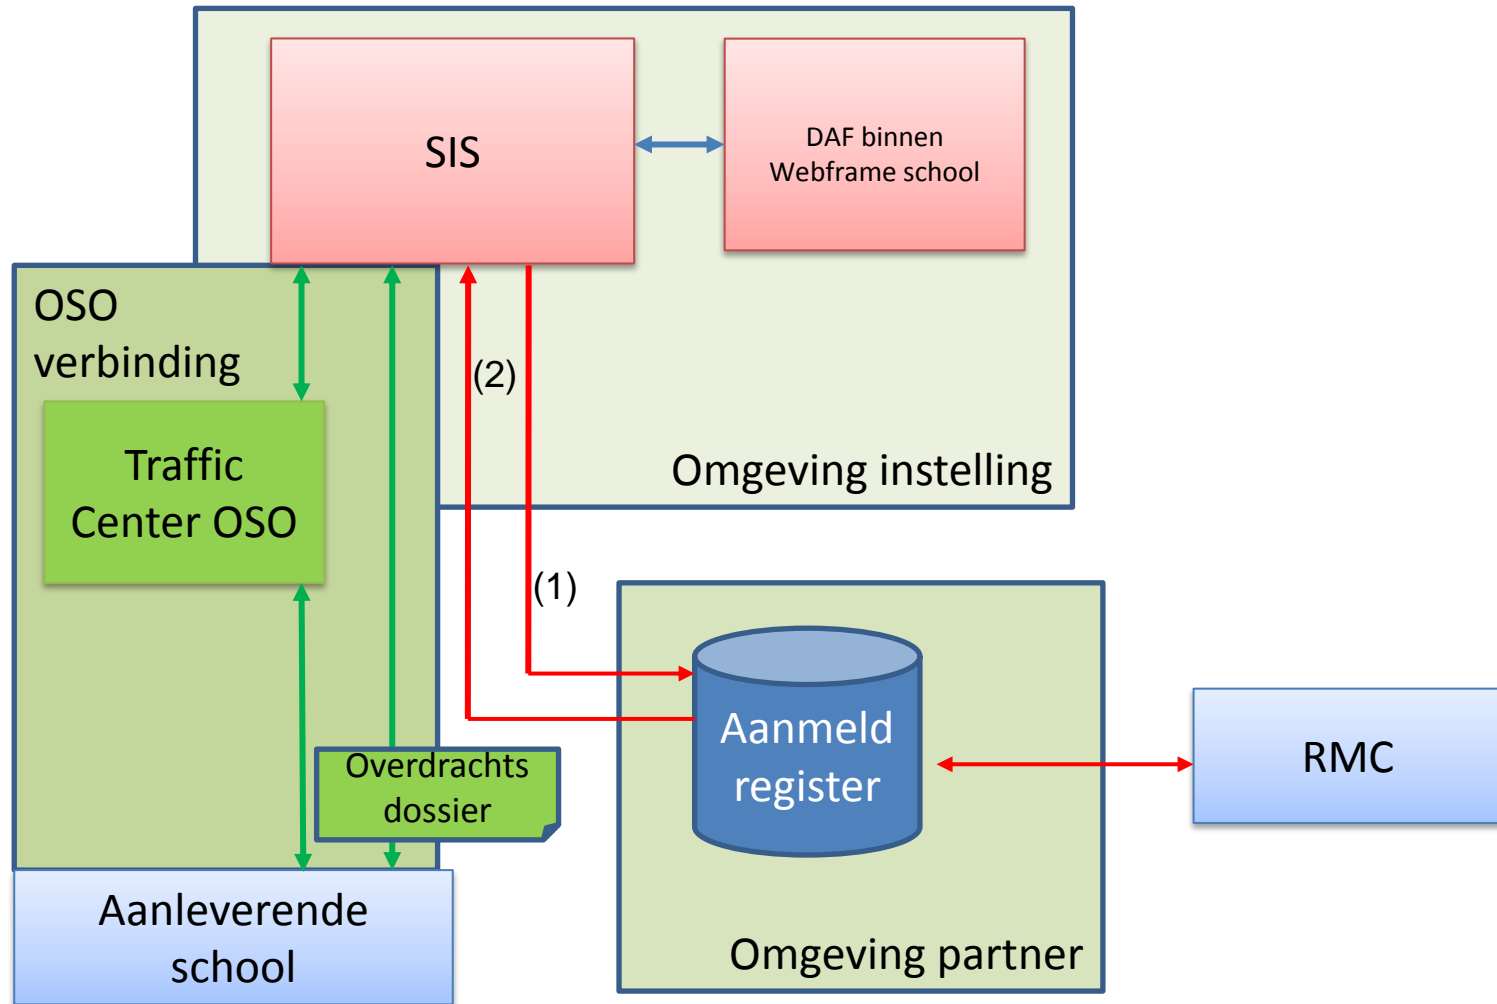 SIS
DAF binnen
Webframe school
OSO
verbinding
(2)
Traffic
Center OSO
Omgeving instelling
(1)
Aanmeld
register
RMC
Overdrachts
dossier
Aanleverende
school
Omgeving partner